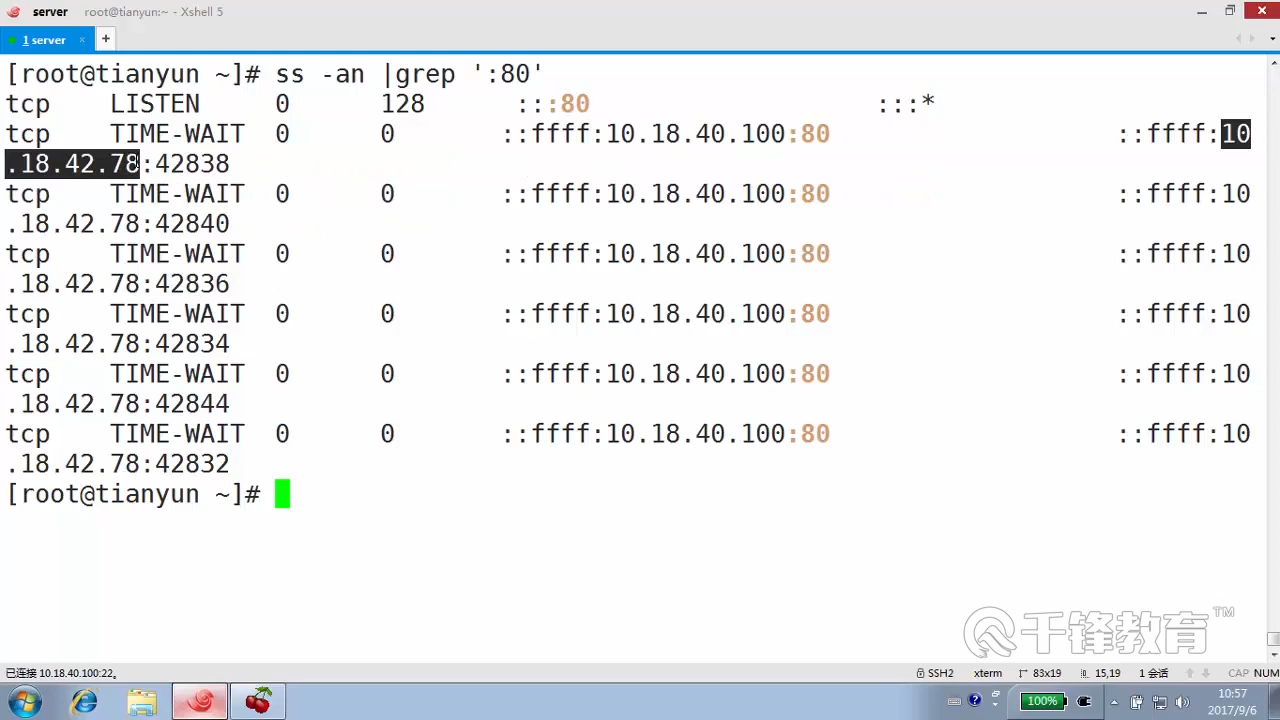 server root@tianyun:~ - Xshell 5
1 server × +
[root@tianyun ~]# ss -an |grep ':80'
tcp LISTEN 0 128 :::80 :::*
tcp TIME-WAIT 0 0 ::ffff:10.18.40.100:80 ::ffff:10
.18.42.78:42838
tcp TIME-WAIT 0 0 ::ffff:10.18.40.100:80 ::ffff:10
.18.42.78:42840
tcp TIME-WAIT 0 0 ::ffff:10.18.40.100:80 ::ffff:10
.18.42.78:42836
tcp TIME-WAIT 0 0 ::ffff:10.18.40.100:80 ::ffff:10
.18.42.78:42834
tcp TIME-WAIT 0 0 ::ffff:10.18.40.100:80 ::ffff:10
.18.42.78:42844
tcp TIME-WAIT 0 0 ::ffff:10.18.40.100:80 ::ffff:10
.18.42.78:42832
[root@tianyun ~]#
千锋教育™
已连接 10.18.40.100:22。 SSH2 xterm 83x19 15,19 1 会话 CAP NUM
100% 10:57
2017/9/6